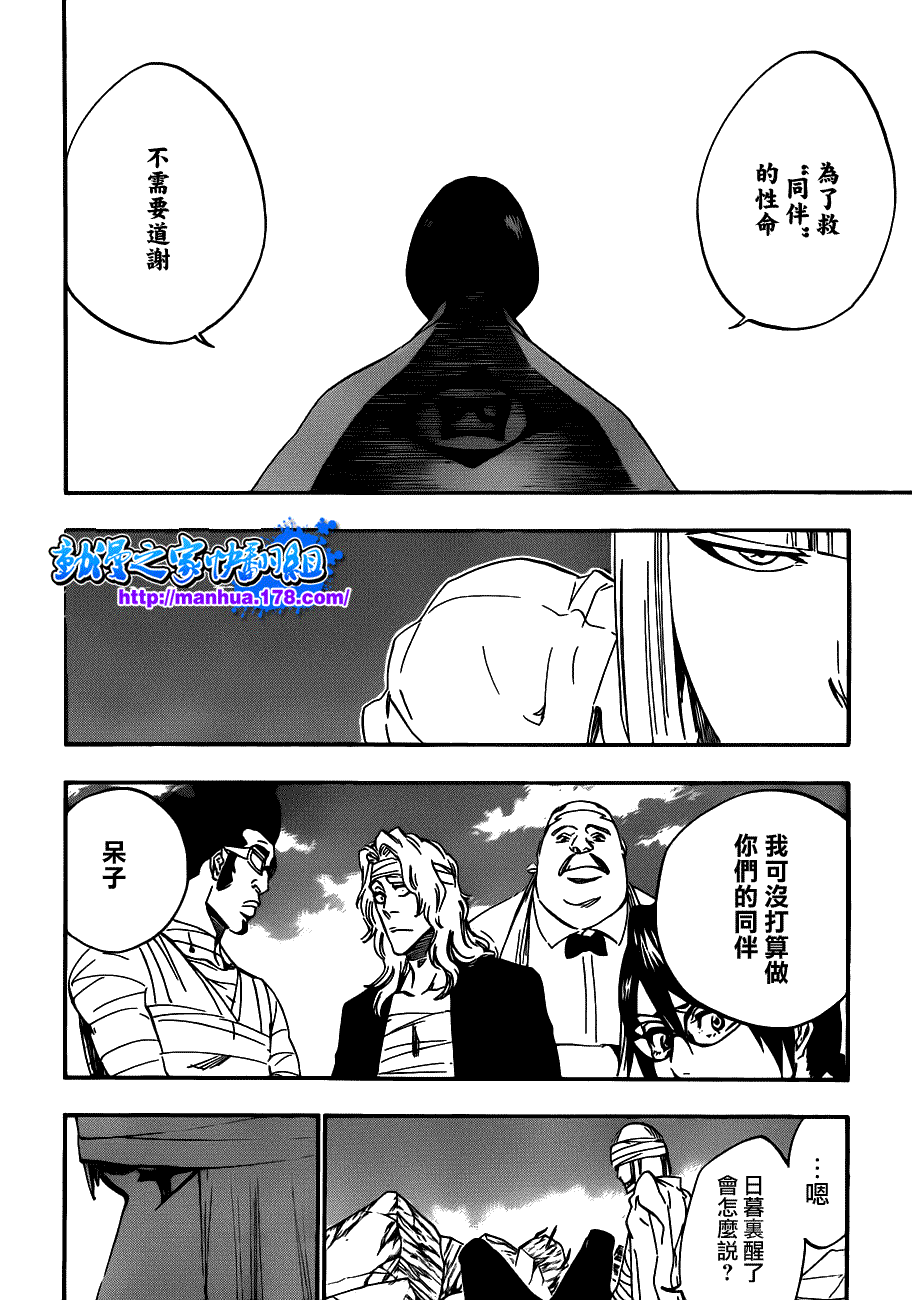 為了救
“同伴”
的性命
不需要道謝
四
動漫之家快翻組
http://manhua.178.com/
我可沒打算做
你們的同伴
呆子
…嗯
日暮裏醒了
會怎麼說？